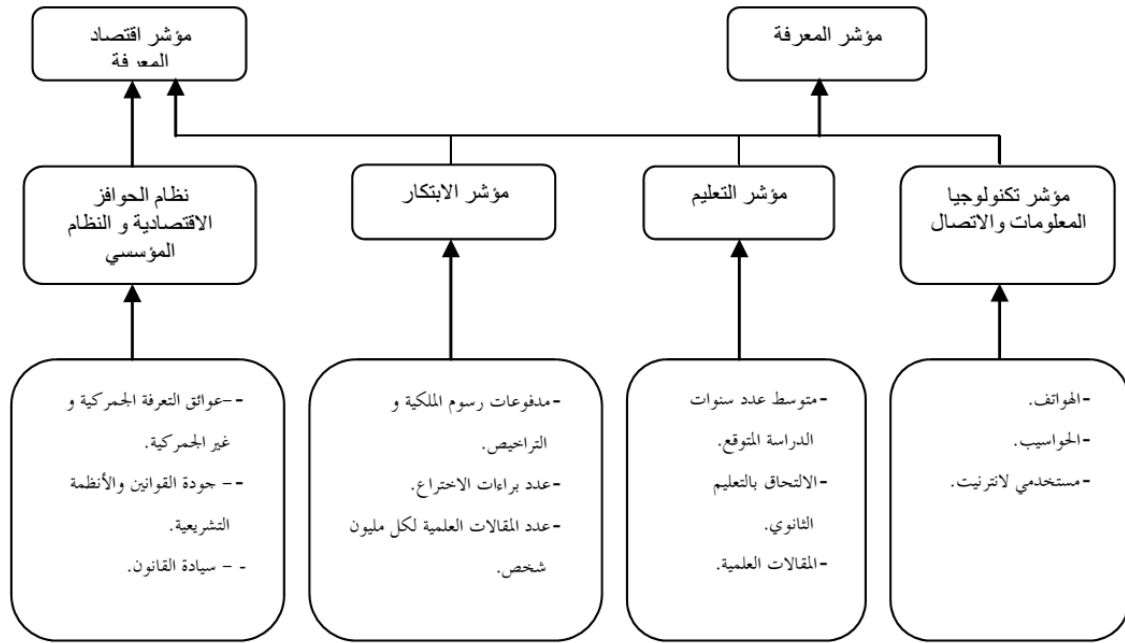 مؤشر المعرفة
مؤشر اقتصاد
المعرفة
مؤشر تكنولوجيا
المعلومات والاتصال
مؤشر التعليم
مؤشر الابتكار
نظام الحوافز
الاقتصادية و النظام
المؤسسي
-الهواتف.
-الحواسيب.
-مستخدمي لانترنيت.
-متوسط عدد سنوات
الدراسة المتوقع.
-الالتحاق بالتعليم
الثانوي.
-المقالات العلمية.
-مدفوعات رسوم الملكية و
التراخيص.
-عدد براءات الاختراع.
-عدد المقالات العلمية لكل مليون
شخص.
- –عوائق التعرفة الجمركية و
غير الجمركية.
- – جودة القوانين والأنظمة
التشريعية.
- – سيادة القانون.